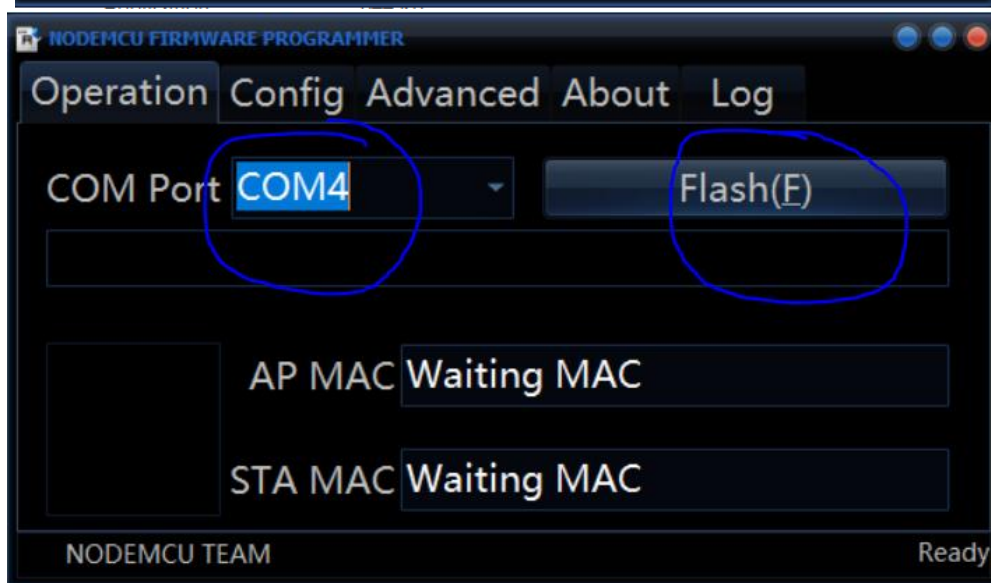 NODEMCU FIRMWARE PROGRAMMER
Operation Config Advanced About Log
COM Port COM4 Flash(F)
AP MAC Waiting MAC
STA MAC Waiting MAC
NODEMCU TEAM Ready